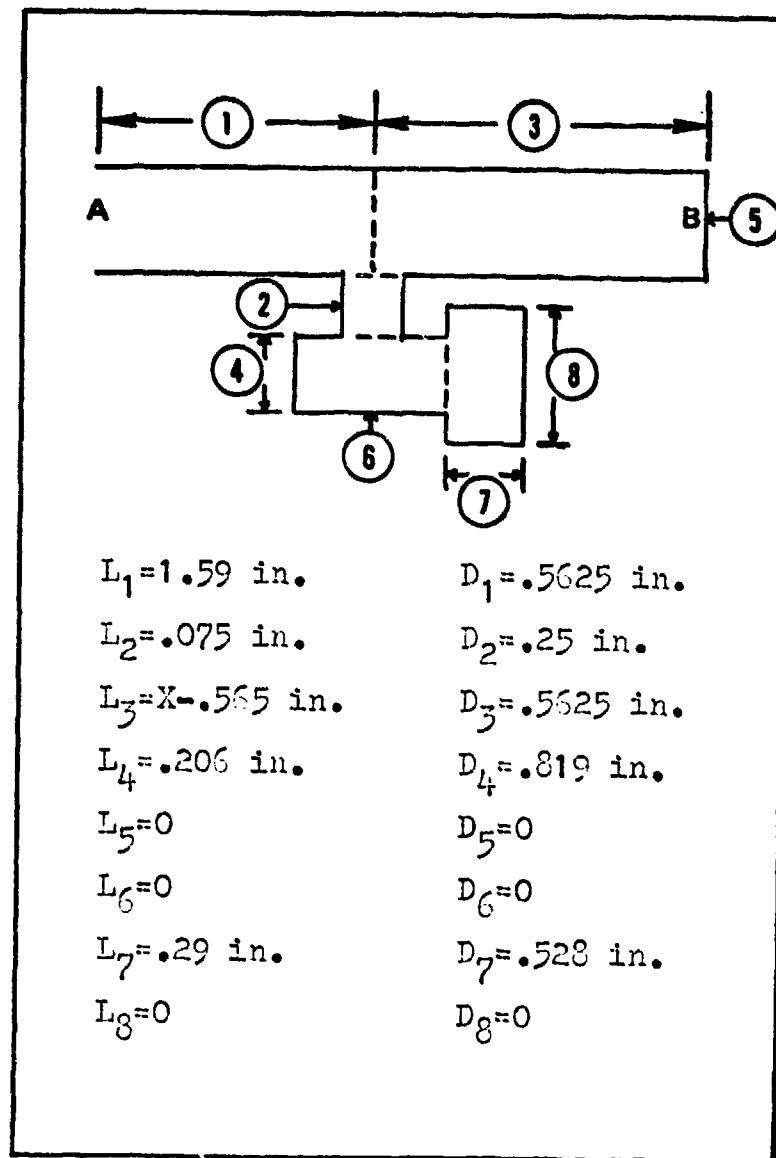 1 3
A B 5
2
4 8
6
7
L1=1.59 in. D1=.5625 in.
L2=.075 in. D2=.25 in.
L3=X-.565 in. D3=.5625 in.
L4=.206 in. D4=.819 in.
L5=0 D5=0
L6=0 D6=0
L7=.29 in. D7=.528 in.
L8=0 D8=0